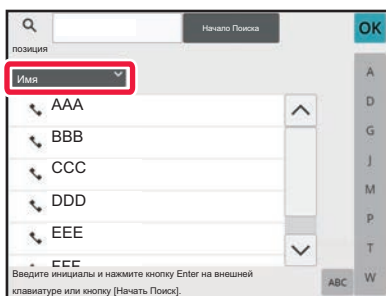 Начало Поиска
OK
позиция
Имя
AAA
BBB
CCC
DDD
EEE
FFF
Введите инициалы и нажмите кнопку Enter на внешней
клавиатуре или кнопку [Начать Поиск].
A
D
G
J
M
P
T
W
ABC